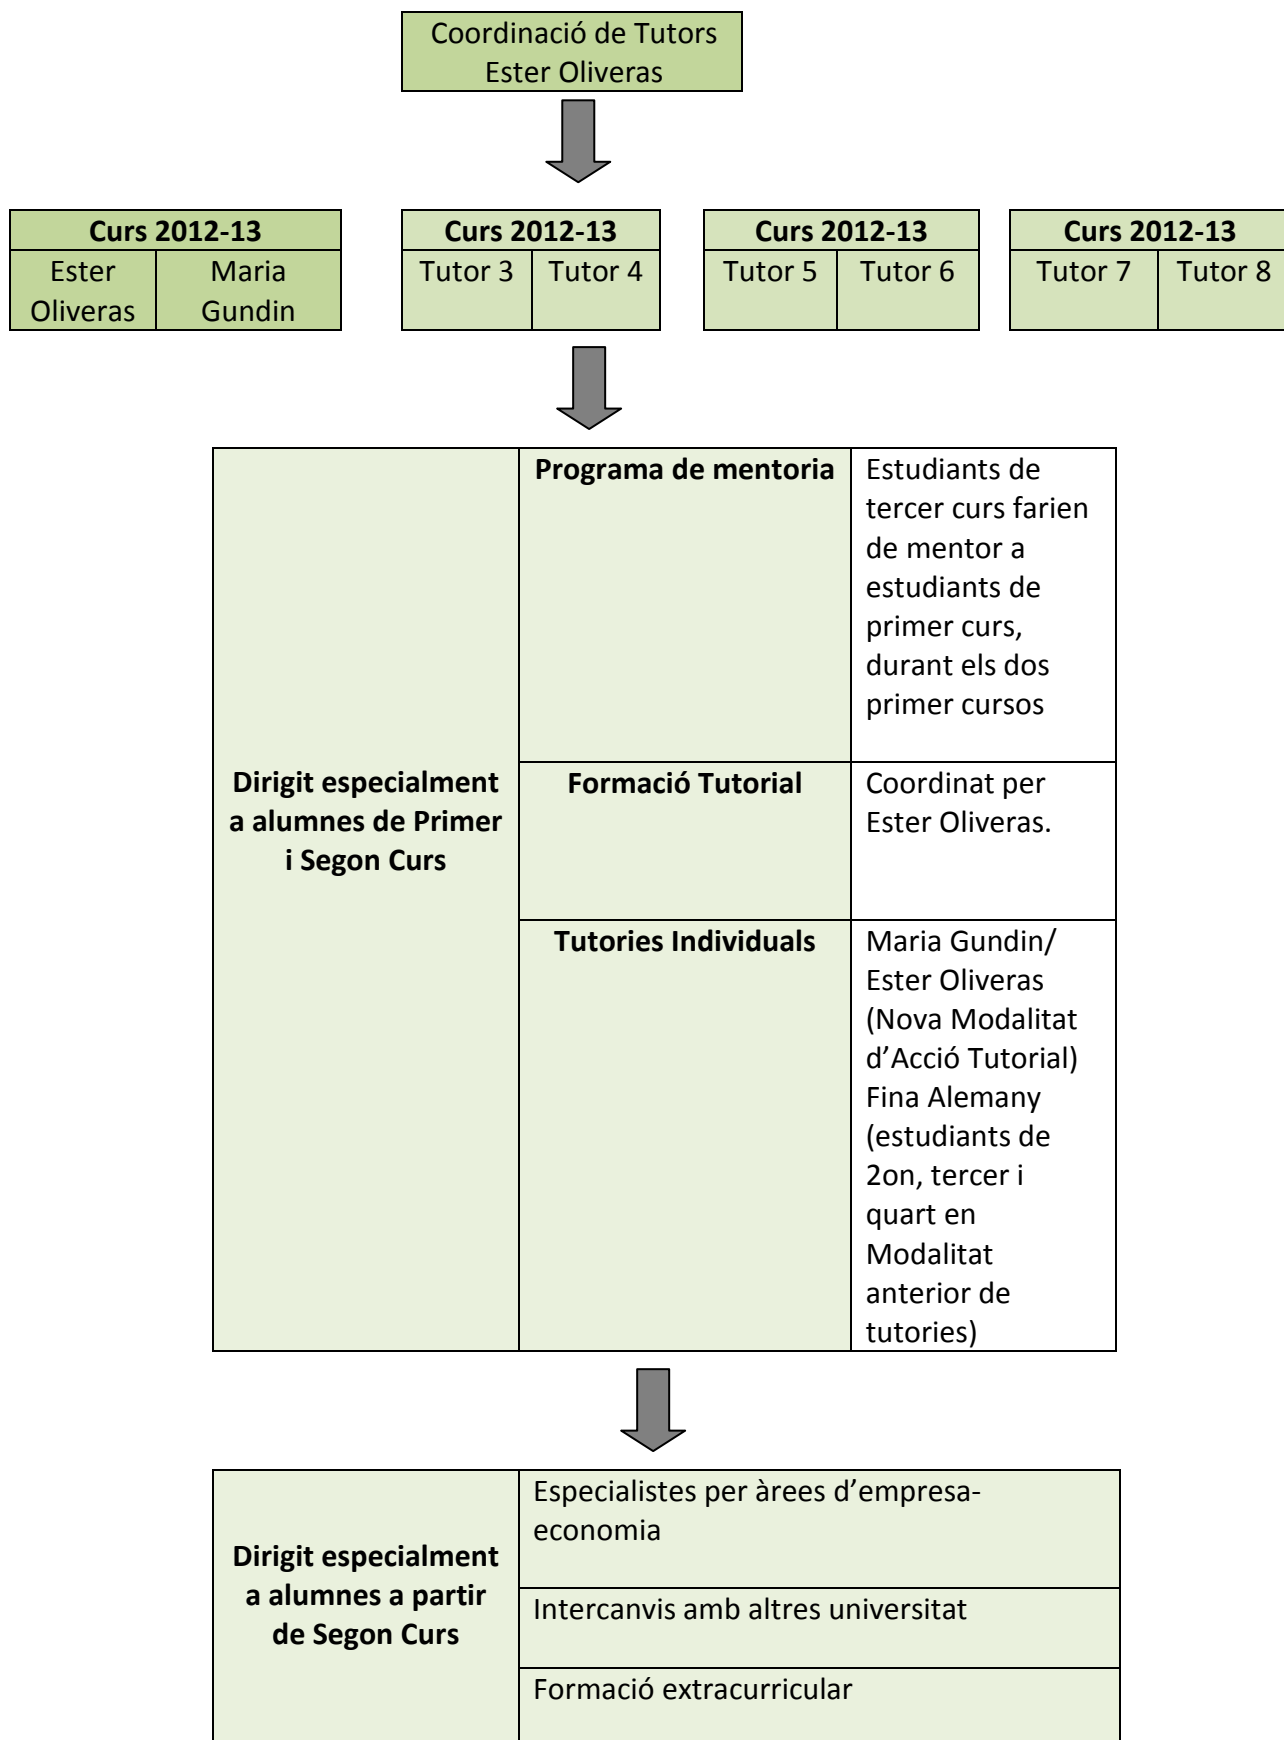 Coordinació de Tutors
Ester Oliveras
Curs 2012-13
Ester
Oliveras
Maria
Gundin
Curs 2012-13
Tutor 3
Tutor 4
Curs 2012-13
Tutor 5
Tutor 6
Curs 2012-13
Tutor 7
Tutor 8
Dirigit especialment
a alumnes de Primer
i Segon Curs
Programa de mentoria
Estudiants de
tercer curs farien
de mentor a
estudiants de
primer curs,
durant els dos
primer cursos
Formació Tutorial
Coordinat per
Ester Oliveras.
Tutories Individuals
Maria Gundin/
Ester Oliveras
(Nova Modalitat
d’Acció Tutorial)
Fina Alemany
(estudiants de
2on, tercer i
quart en
Modalitat
anterior de
tutories)
Dirigit especialment
a alumnes a partir
de Segon Curs
Especialistes per àrees d’empresa-
economia
Intercanvis amb altres universitat
Formació extracurricular